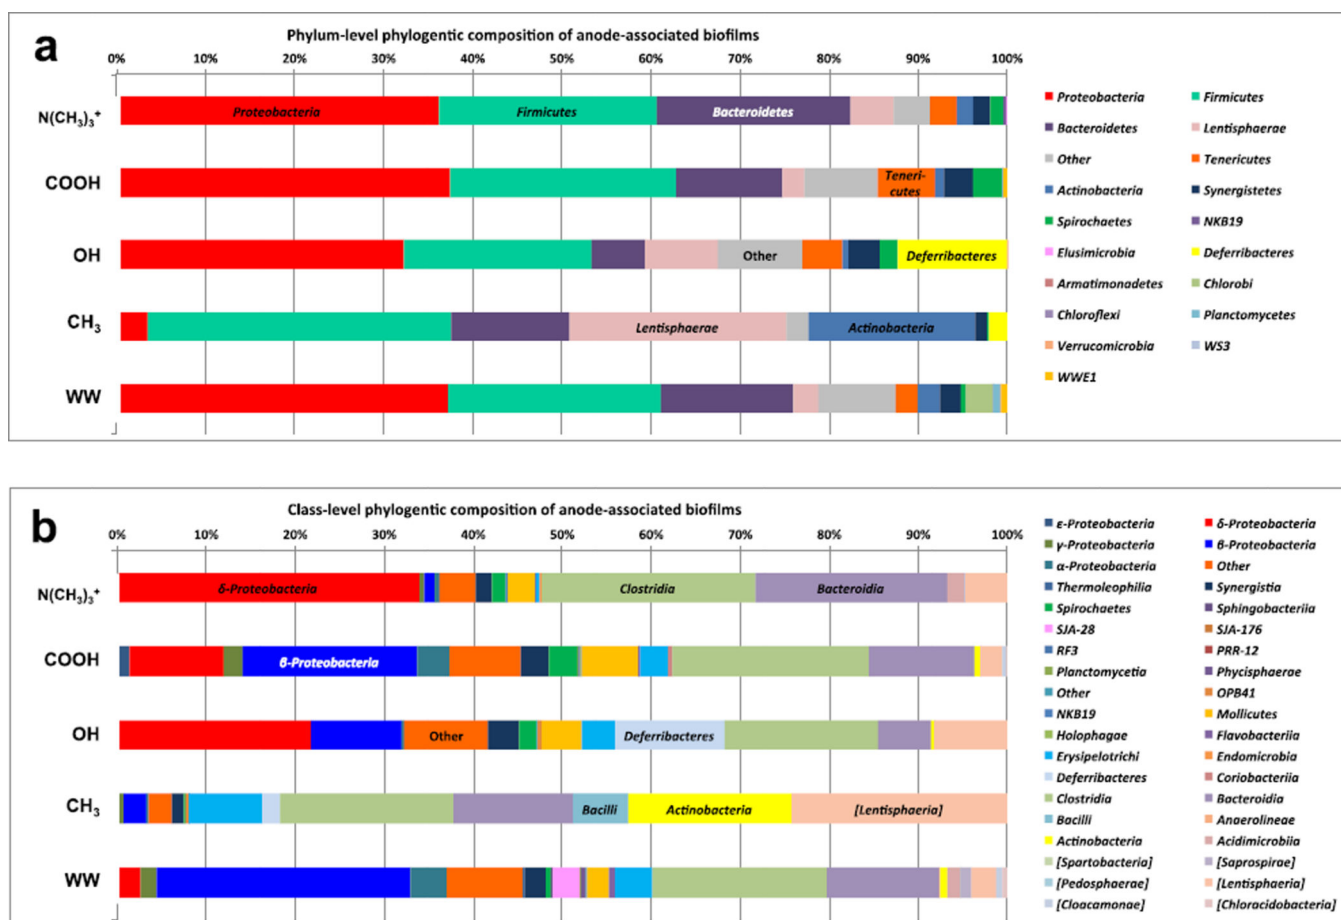 a
Phylum-level phylogentic composition of anode-associated biofilms
0% 10% 20% 30% 40% 50% 60% 70% 80% 90% 100%
N(CH3)3+ Proteobacteria Firmicutes Bacteroidetes
COOH Teneri-
cutes
OH Other Deferribacteres
CH3 Lentisphaerae Actinobacteria
WW
Proteobacteria Firmicutes
Bacteroidetes Lentisphaerae
Other Tenericutes
Actinobacteria Synergistetes
Spirochaetes NKB19
Elusimicrobia Deferribacteres
Armatimonadetes Chlorobi
Chloroflexi Planctomycetes
Verrucomicrobia WS3
WWE1
b
Class-level phylogentic composition of anode-associated biofilms
0% 10% 20% 30% 40% 50% 60% 70% 80% 90% 100%
N(CH3)3+ δ-Proteobacteria Clostridia Bacteroidia
COOH β-Proteobacteria
OH Other Deferribacteres
CH3 Bacilli Actinobacteria [Lentisphaeria]
WW
ε-Proteobacteria δ-Proteobacteria
γ-Proteobacteria β-Proteobacteria
α-Proteobacteria Other
Thermoleophilia Synergistia
Spirochaetes Sphingobacteriia
SJA-28 SJA-176
RF3 PRR-12
Planctomycetia Phycisphaerae
Other OPB41
NKB19 Mollicutes
Holophagae Flavobacteriia
Erysipelotrichi Endomicrobia
Deferribacteres Coriobacteriia
Clostridia Bacteroidia
Bacilli Anaerolineae
Actinobacteria Acidimicrobiia
[Spartobacteria] [Saprospirae]
[Pedosphaerae] [Lentisphaeria]
[Cloacamonae] [Chloracidobacteria]